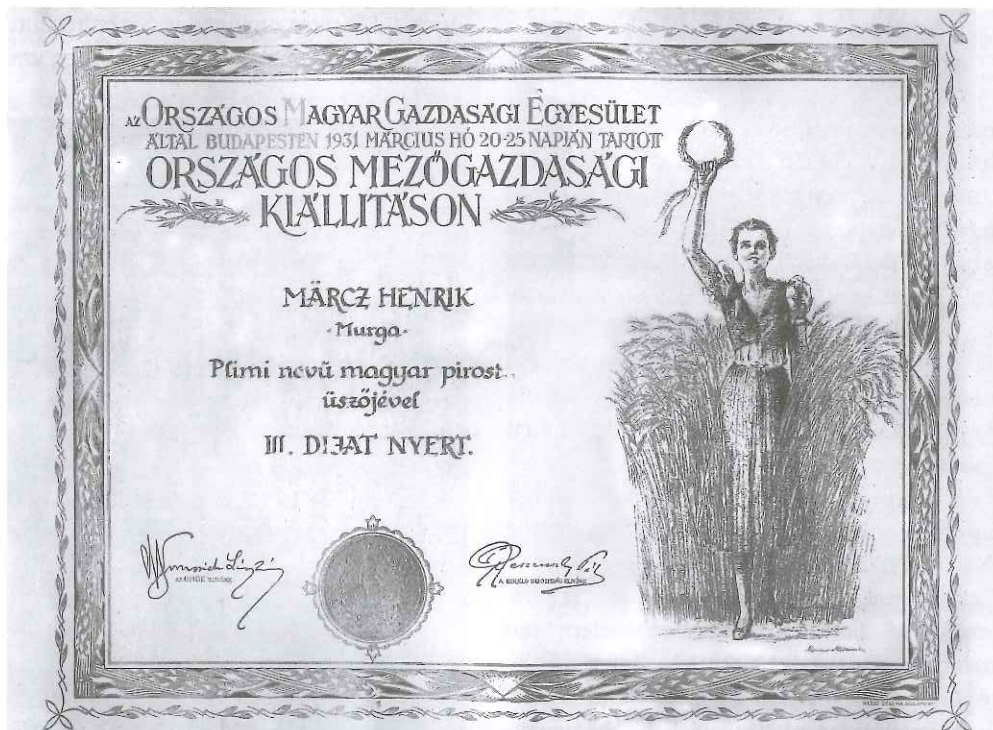 AZ ORSZÁGOS MAGYAR GAZDASÁGI EGYESÜLET
ÁLTAL BUDAPESTEN 1931 MÁRCIUS HÓ 20-25 NAPJÁN TARTOTT
ORSZÁGOS MEZŐGAZDASÁGI
KIÁLLITÁSON
MÄRCZ HENRIK
·Murga·
Plimi nevű magyar pirost..
üszőjével
III. DIJAT NYERT.